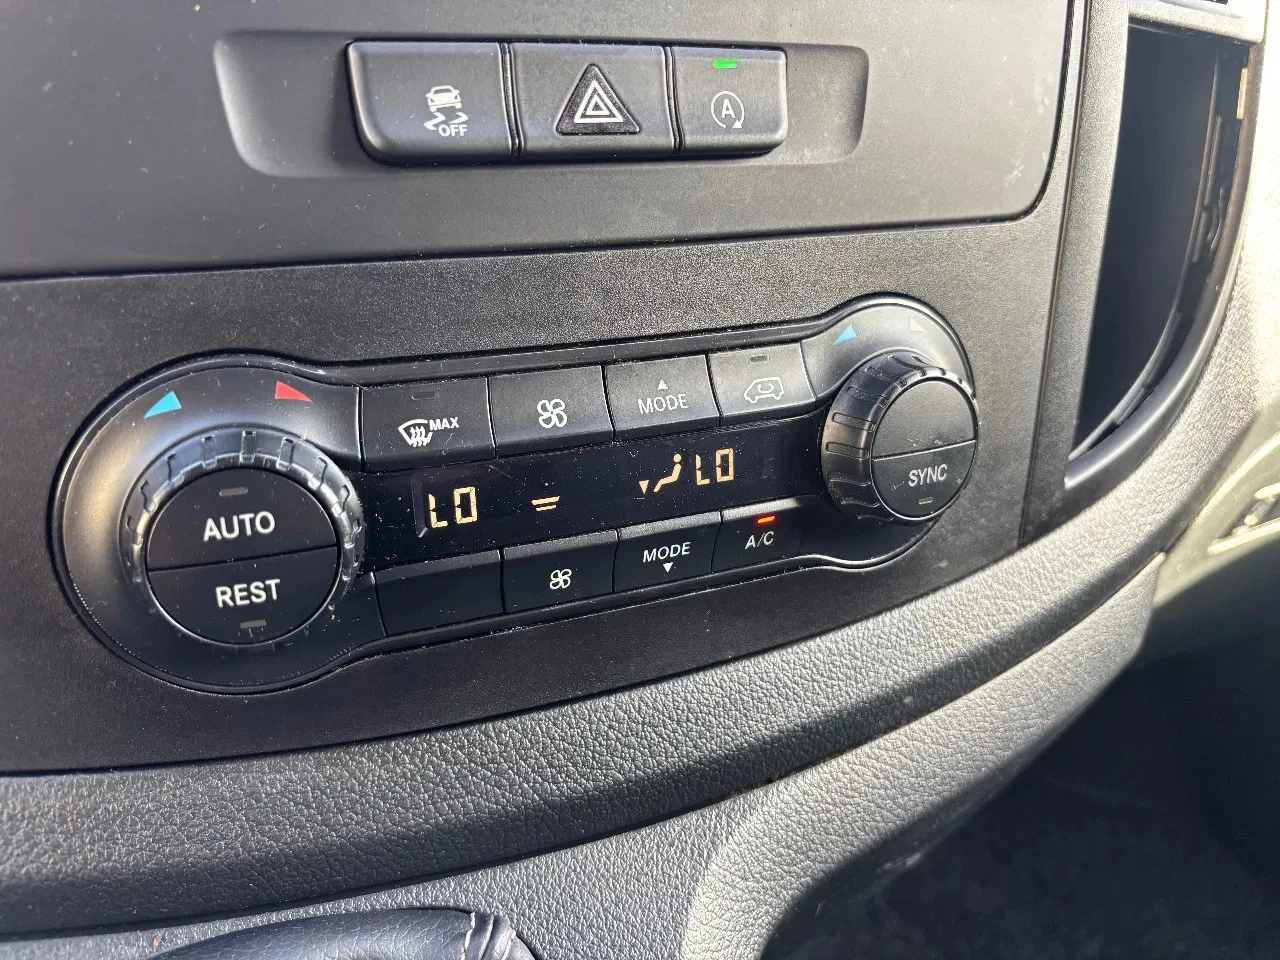 OFF
A
MAX
MODE
AUTO
REST
LO
LO
SYNC
MODE
A/C